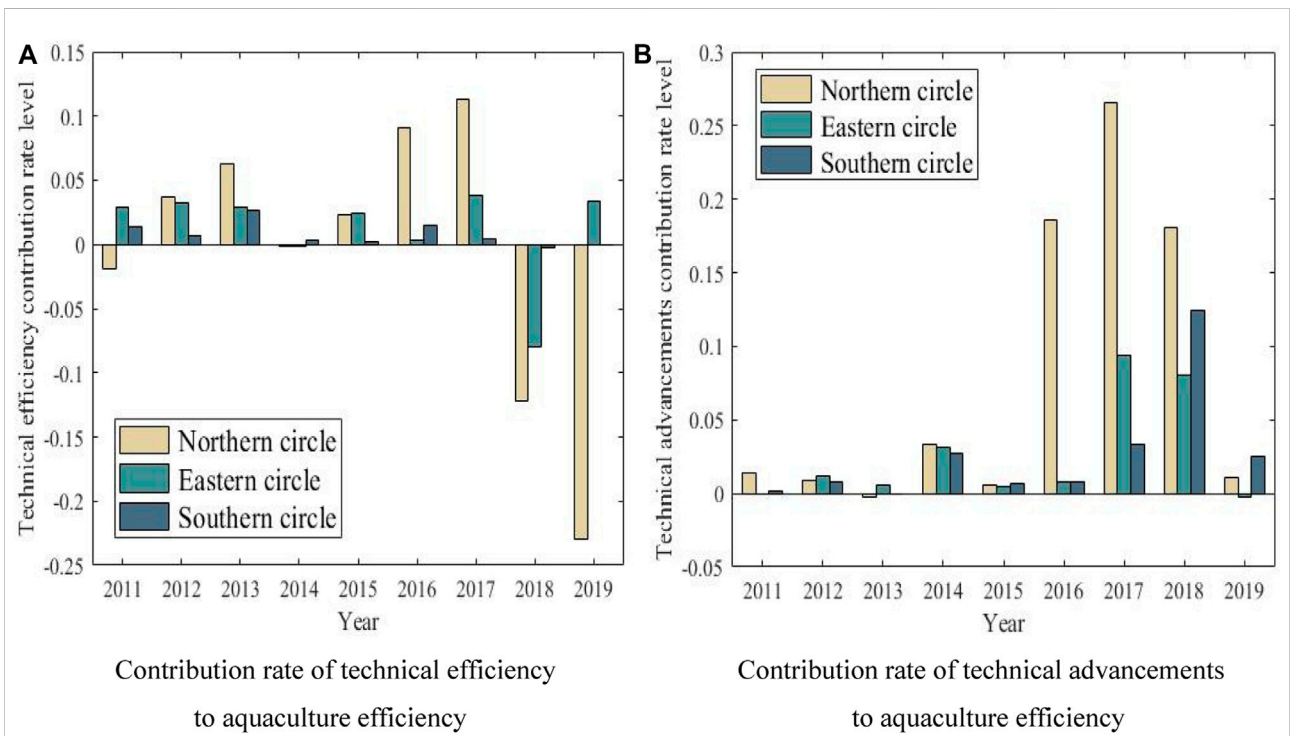 A
Technical efficiency contribution rate level
0.15
0.1
0.05
0
-0.05
-0.1
-0.15
-0.2
-0.25
Northern circle
Eastern circle
Southern circle
2011 2012 2013 2014 2015 2016 2017 2018 2019
Year
Contribution rate of technical efficiency
to aquaculture efficiency
B
Technical advancements contribution rate level
0.3
0.25
0.2
0.15
0.1
0.05
0
-0.05
Northern circle
Eastern circle
Southern circle
2011 2012 2013 2014 2015 2016 2017 2018 2019
Year
Contribution rate of technical advancements
to aquaculture efficiency